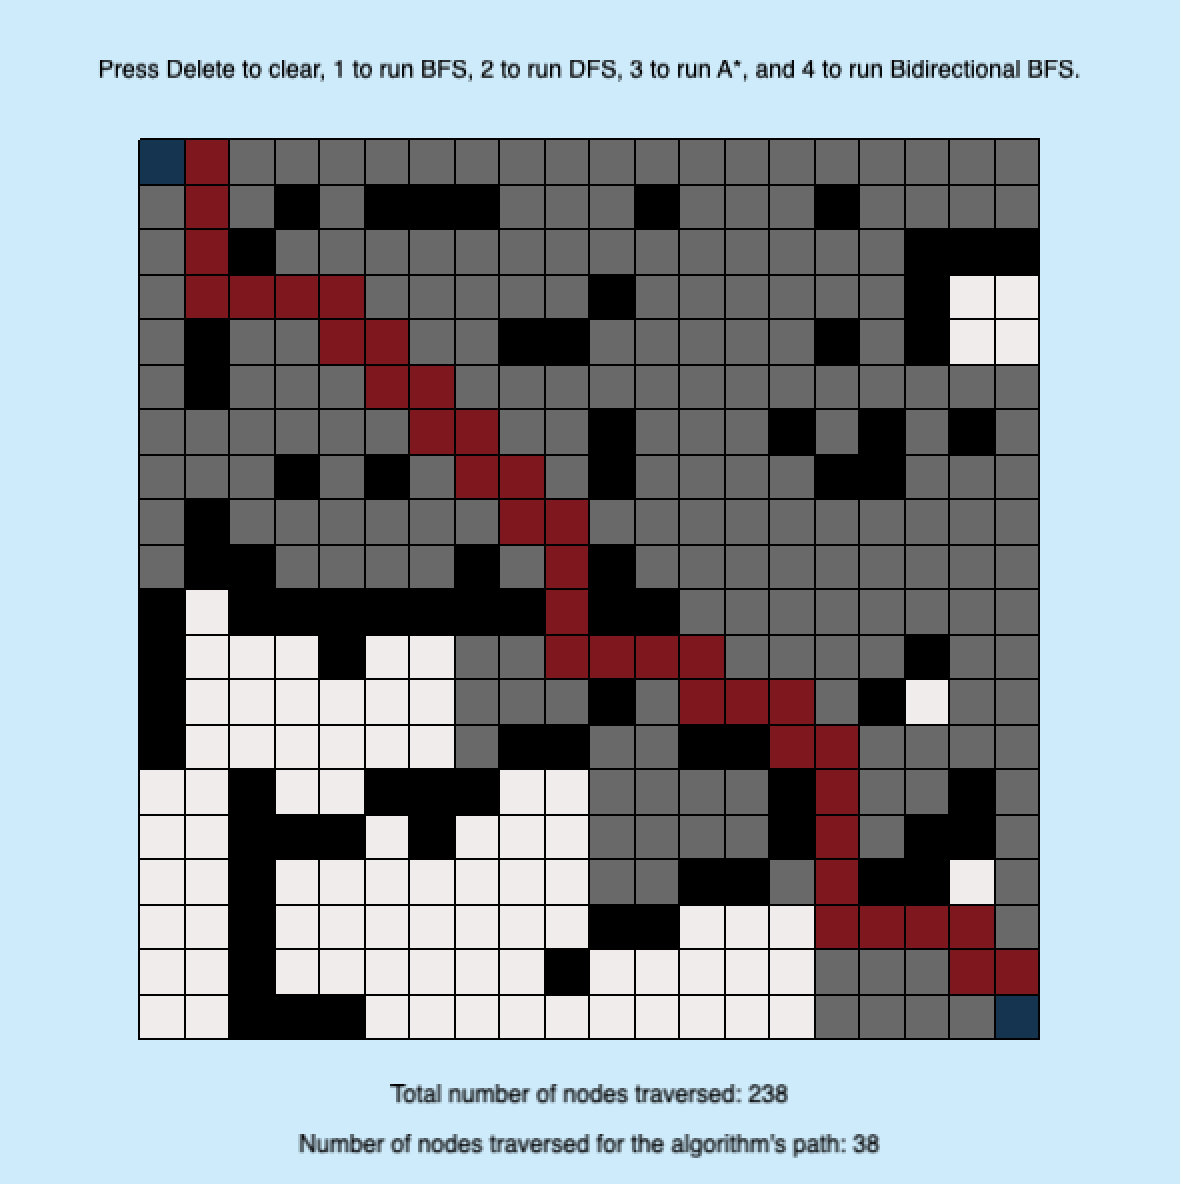 Press Delete to clear, 1 to run BFS, 2 to run DFS, 3 to run A*, and 4 to run Bidirectional BFS.
Total number of nodes traversed: 238
Number of nodes traversed for the algorithm's path: 38